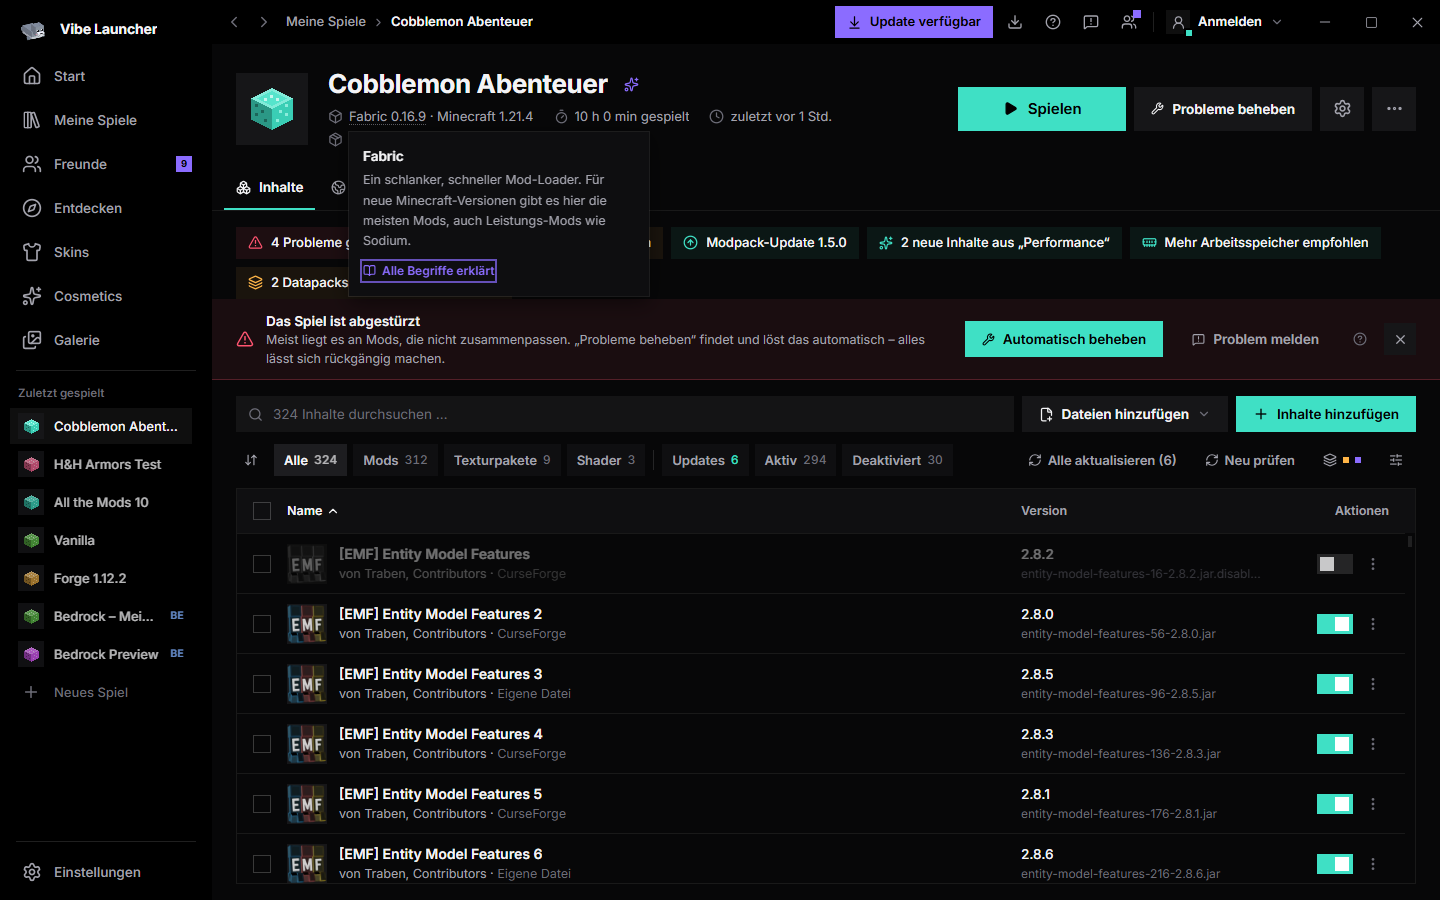 Vibe Launcher
Meine Spiele
Cobblemon Abenteuer
Update verfügbar
Anmelden
Start
Meine Spiele
Freunde
9
Entdecken
Skins
Cosmetics
Galerie
Zuletzt gespielt
Cobblemon Abent...
H&H Armors Test
All the Mods 10
Vanilla
Forge 1.12.2
Bedrock – Mei... BE
Bedrock Preview BE
Neues Spiel
Einstellungen
Cobblemon Abenteuer
Fabric 0.16.9 · Minecraft 1.21.4
10 h 0 min gespielt
zuletzt vor 1 Std.
Spielen
Probleme beheben
Inhalte
Fabric
Ein schlanker, schneller Mod-Loader. Für
neue Minecraft-Versionen gibt es hier die
meisten Mods, auch Leistungs-Mods wie
Sodium.
Alle Begriffe erklärt
4 Probleme
Modpack-Update 1.5.0
2 neue Inhalte aus „Performance“
Mehr Arbeitsspeicher empfohlen
2 Datapacks
Das Spiel ist abgestürzt
Meist liegt es an Mods, die nicht zusammenpassen. „Probleme beheben“ findet und löst das automatisch – alles
lässt sich rückgängig machen.
Automatisch beheben
Problem melden
324 Inhalte durchsuchen ...
Dateien hinzufügen
Inhalte hinzufügen
Alle 324
Mods 312
Texturpakete 9
Shader 3
Updates 6
Aktiv 294
Deaktiviert 30
Alle aktualisieren (6)
Neu prüfen
Name
Version
Aktionen
[EMF] Entity Model Features
von Traben, Contributors · CurseForge
2.8.2
entity-model-features-16-2.8.2.jar.disabl...
[EMF] Entity Model Features 2
von Traben, Contributors · CurseForge
2.8.0
entity-model-features-56-2.8.0.jar
[EMF] Entity Model Features 3
von Traben, Contributors · Eigene Datei
2.8.5
entity-model-features-96-2.8.5.jar
[EMF] Entity Model Features 4
von Traben, Contributors · CurseForge
2.8.3
entity-model-features-136-2.8.3.jar
[EMF] Entity Model Features 5
von Traben, Contributors · CurseForge
2.8.1
entity-model-features-176-2.8.1.jar
[EMF] Entity Model Features 6
von Traben, Contributors · Eigene Datei
2.8.6
entity-model-features-216-2.8.6.jar
EMF
EMF
EMF
EMF
EMF
EMF